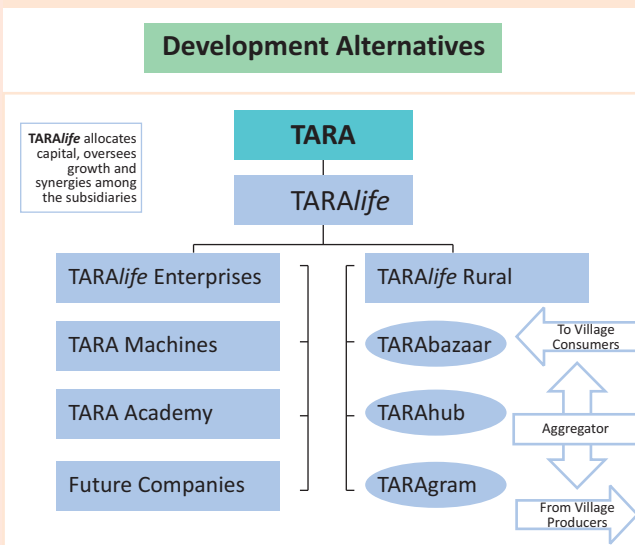 Development Alternatives
TARA
TARAlife allocates
capital, oversees
growth and
synergies among
the subsidiaries
TARAlife
TARAlife Enterprises
TARA Machines
TARA Academy
Future Companies
TARAlife Rural
TARAbazaar
TARAhub
TARAgram
To Village
Consumers
Aggregator
From Village
Producers